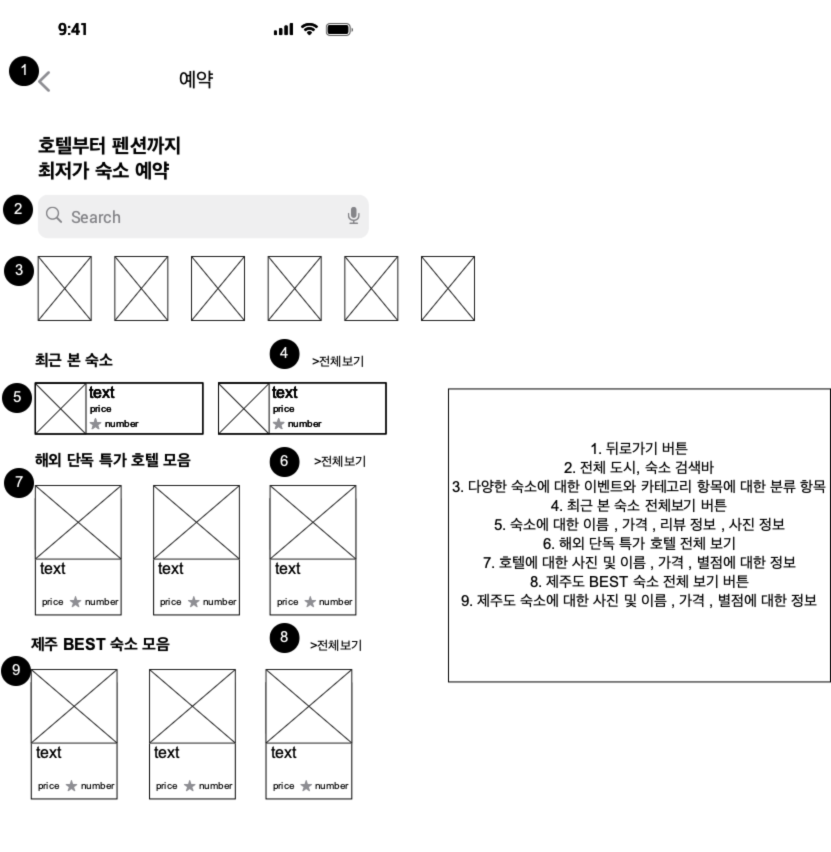 9:41
1
예약
호텔부터 펜션까지
최저가 숙소 예약
2
Search
3
최근 본 숙소
4
>전체보기
5
text
price
number
text
price
number
해외 단독 특가 호텔 모음
6
>전체보기
7
text
price number
text
price number
text
price number
제주 BEST 숙소 모음
8
>전체보기
9
text
price number
text
price number
text
price number
1. 뒤로가기 버튼
2. 전체 도시, 숙소 검색바
3. 다양한 숙소에 대한 이벤트와 카테고리 항목에 대한 분류 항목
4. 최근 본 숙소 전체보기 버튼
5. 숙소에 대한 이름 , 가격 , 리뷰 정보 , 사진 정보
6. 해외 단독 특가 호텔 전체 보기
7. 호텔에 대한 사진 및 이름 , 가격 , 별점에 대한 정보
8. 제주도 BEST 숙소 전체 보기 버튼
9. 제주도 숙소에 대한 사진 및 이름 , 가격 , 별점에 대한 정보